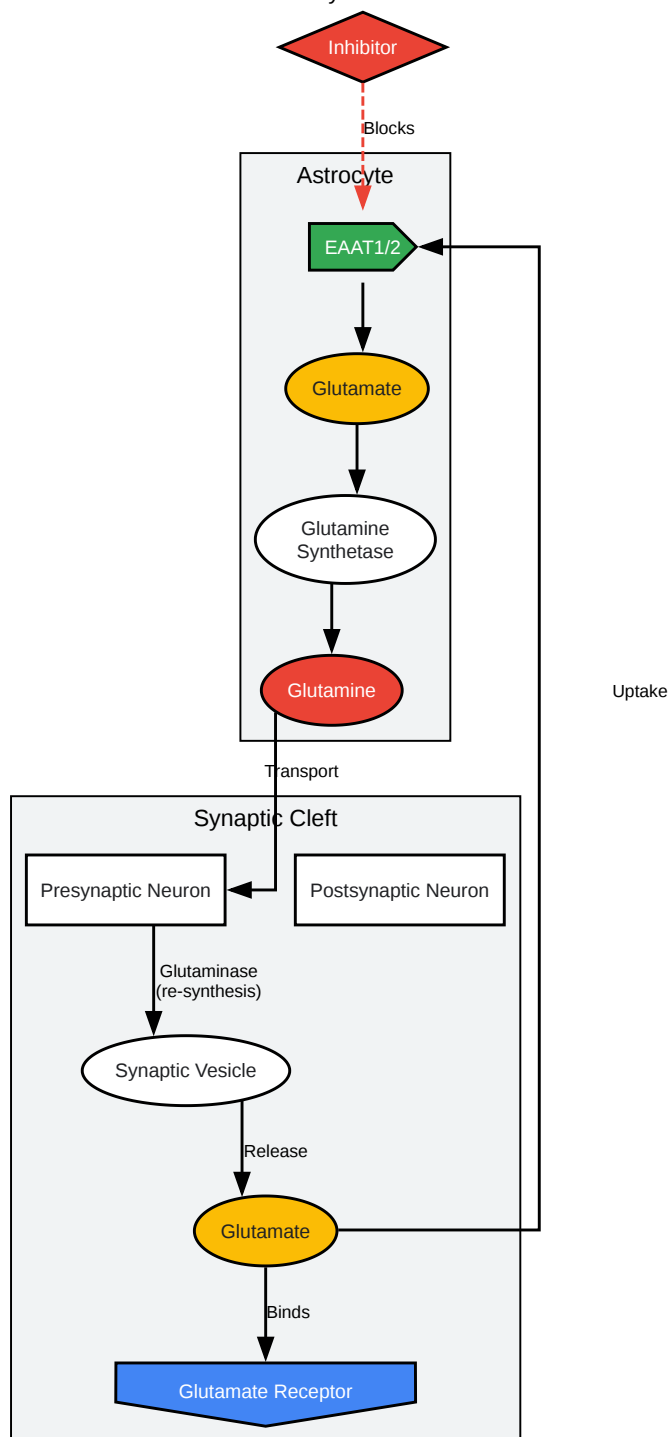 Inhibitor
Blocks
Astrocyte
EAAT1/2
Glutamate
Glutamine
Synthetase
Glutamine
Uptake
Transport
Synaptic Cleft
Presynaptic Neuron
Postsynaptic Neuron
Glutaminase
(re-synthesis)
Synaptic Vesicle
Release
Glutamate
Binds
Glutamate Receptor